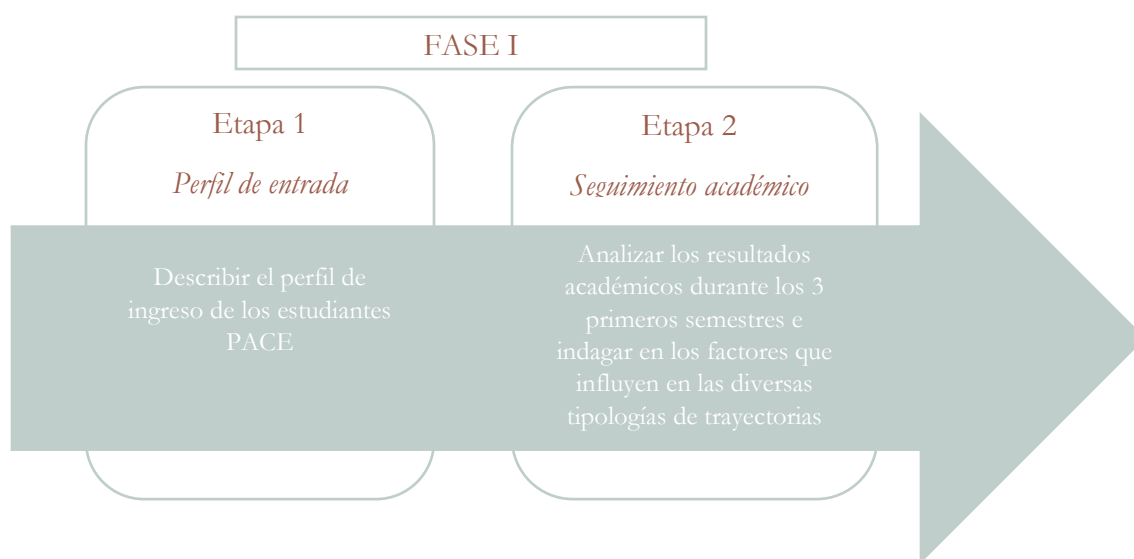 FASE I
Etapa 1
Perfil de entrada
Describir el perfil de
ingreso de los estudiantes
PACE
Etapa 2
Seguimiento académico
Analizar los resultados
académicos durante los 3
primeros semestres e
indagar en los factores que
influyen en las diversas
tipologías de trayectorias